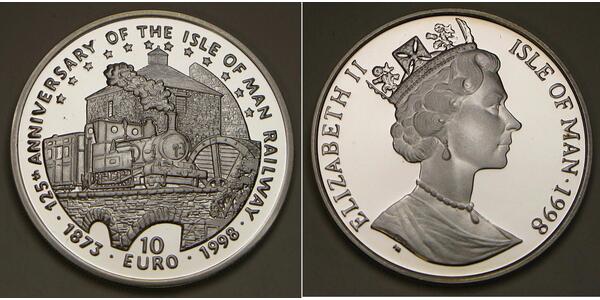 125th ANNIVERSARY OF THE ISLE OF MAN RAILWAY
· 1873 · 10 EURO · 1998 ·
ELIZABETH II
ISLE OF MAN · 1998